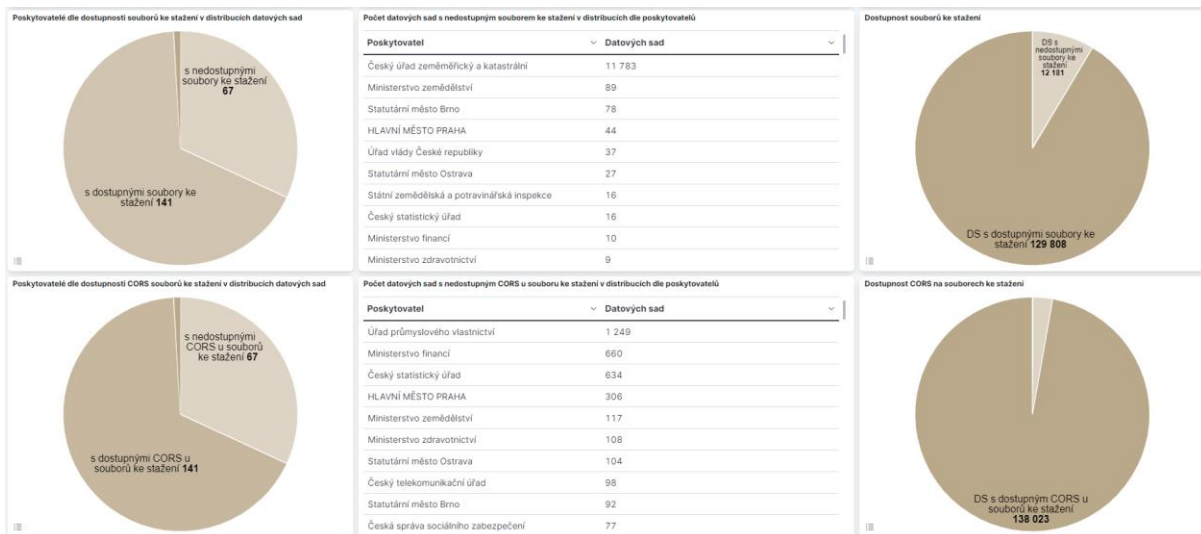 Poskytovatelé dle dostupnosti souborů ke stažení v distribucích datových sad
s nedostupnými
soubory ke stažení
67
s dostupnými soubory ke
stažení 141
Počet datových sad s nedostupným souborem ke stažení v distribucích dle poskytovatelů
Poskytovatel Datových sad
Český úřad zeměměřický a katastrální 11 783
Ministerstvo zemědělství 89
Statutární město Brno 78
HLAVNÍ MĚSTO PRAHA 44
Úřad vlády České republiky 37
Statutární město Ostrava 27
Státní zemědělská a potravinářská inspekce 16
Český statistický úřad 16
Ministerstvo financí 10
Ministerstvo zdravotnictví 9
Dostupnost souborů ke stažení
DS s
nedostupnými
soubory ke
stažení
12 181
DS s dostupnými soubory ke
stažení 129 808
Poskytovatelé dle dostupnosti CORS souborů ke stažení v distribucích datových sad
s nedostupnými
CORS u souborů
ke stažení 67
s dostupnými CORS u
souborů ke stažení 141
Počet datových sad s nedostupným CORS u souboru ke stažení v distribucích dle poskytovatelů
Poskytovatel Datových sad
Úřad průmyslového vlastnictví 1 249
Ministerstvo financí 660
Český statistický úřad 634
HLAVNÍ MĚSTO PRAHA 306
Ministerstvo zemědělství 117
Ministerstvo zdravotnictví 108
Statutární město Ostrava 104
Český telekomunikační úřad 98
Statutární město Brno 92
Česká správa sociálního zabezpečení 77
Dostupnost CORS na souborech ke stažení
DS s dostupným CORS u
souborů ke stažení
138 023